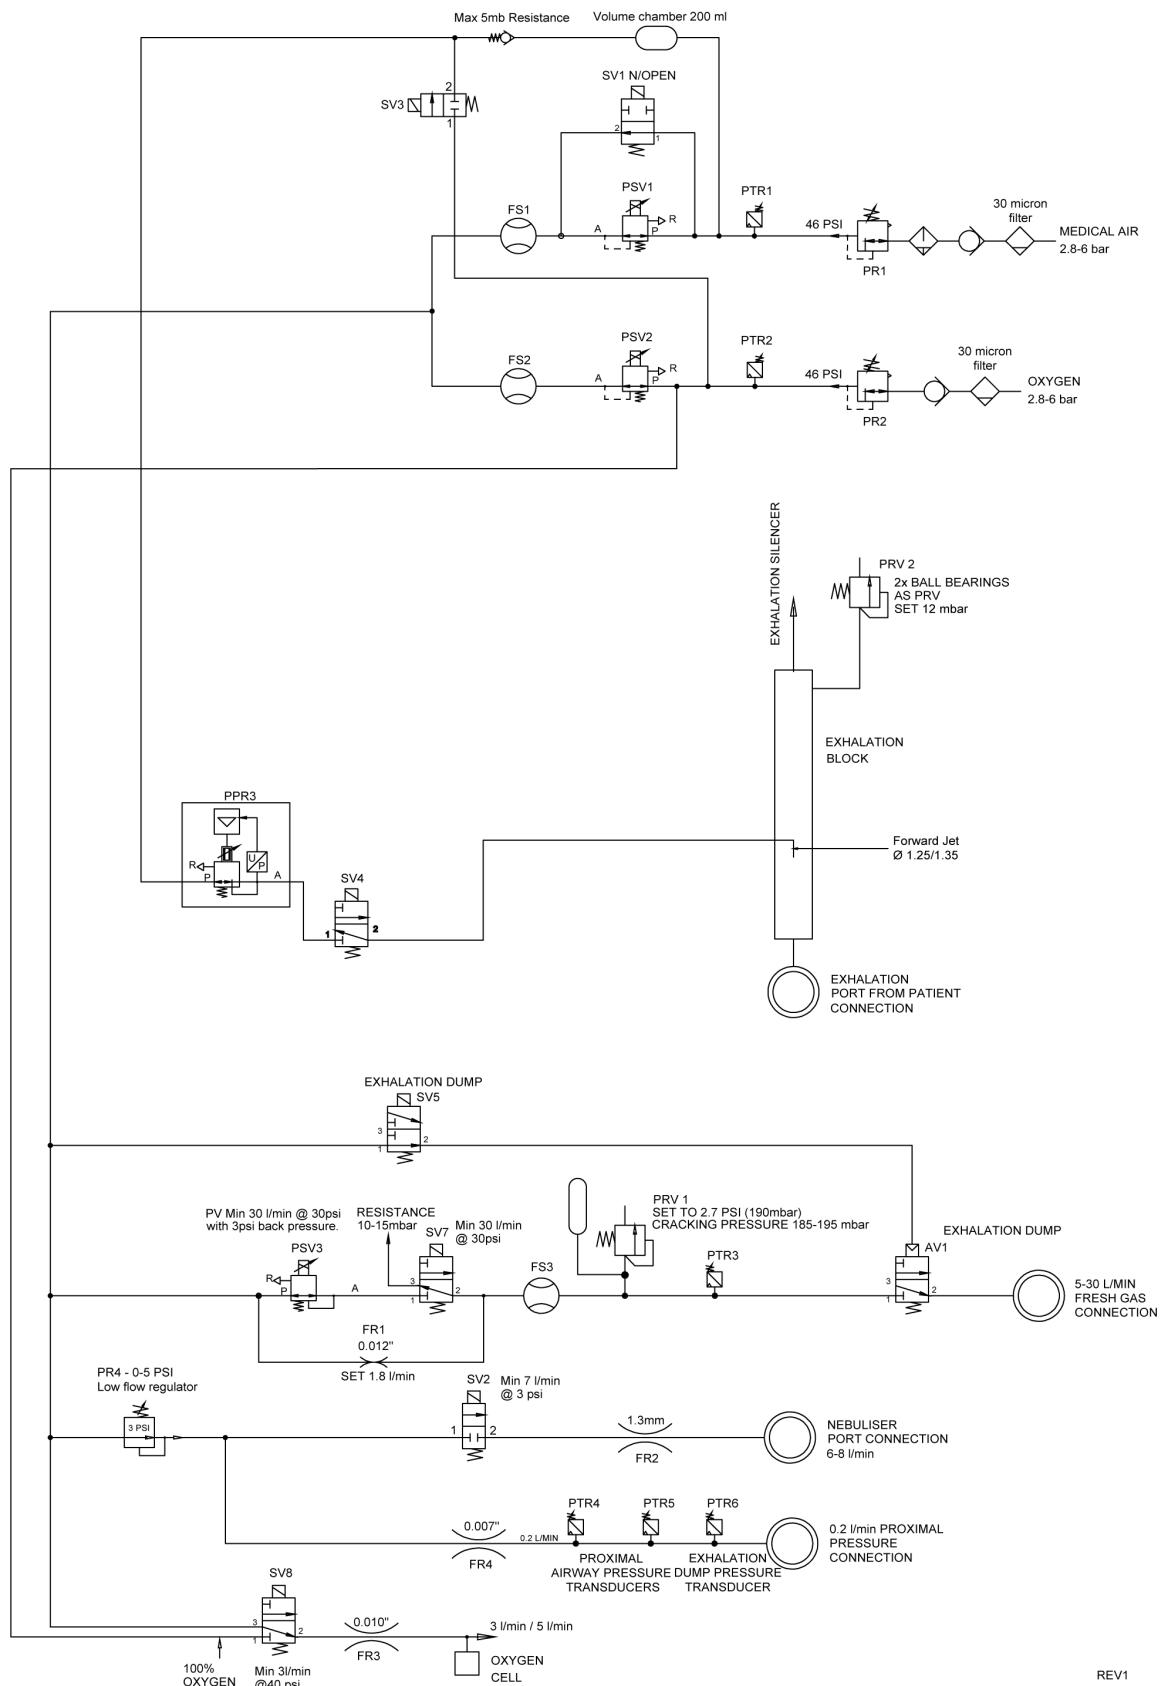 Max 5mb Resistance
Volume chamber 200 ml
SV1 N/OPEN
2
SV3
1
2
1
PSV1
PTR1
FS1
R
30 micron
filter
A
P
46 PSI
MEDICAL AIR
2.8-6 bar
PR1
PSV2
PTR2
FS2
R
30 micron
filter
A
P
46 PSI
OXYGEN
2.8-6 bar
PR2
EXHALATION SILENCER
PRV 2
2x BALL BEARINGS
AS PRV
SET 12 mbar
EXHALATION
BLOCK
PPR3
Forward Jet
Ø 1.25/1.35
R
U
P
P
A
SV4
1
2
EXHALATION
PORT FROM PATIENT
CONNECTION
EXHALATION DUMP
SV5
3
1
2
PV Min 30 l/min @ 30psi
with 3psi back pressure.
RESISTANCE
10-15mbar
SV7
Min 30 l/min
@ 30psi
PRV 1
SET TO 2.7 PSI (190mbar)
CRACKING PRESSURE 185-195 mbar
EXHALATION DUMP
AV1
PSV3
R
P
A
3
1
2
FS3
PTR3
3
1
2
5-30 L/MIN
FRESH GAS
CONNECTION
FR1
0.012"
SET 1.8 l/min
PR4 - 0-5 PSI
Low flow regulator
3 PSI
SV2
Min 7 l/min
@ 3 psi
1
2
1.3mm
FR2
NEBULISER
PORT CONNECTION
6-8 l/min
0.007"
FR4
0.2 L/MIN
PTR4
PTR5
PTR6
PROXIMAL
AIRWAY PRESSURE
TRANSDUCERS
EXHALATION
DUMP PRESSURE
TRANSDUCER
0.2 l/min PROXIMAL
PRESSURE
CONNECTION
SV8
3
1
2
0.010"
FR3
3 l/min / 5 l/min
OXYGEN
CELL
100%
OXYGEN
Min 3l/min
@40 psi
REV1